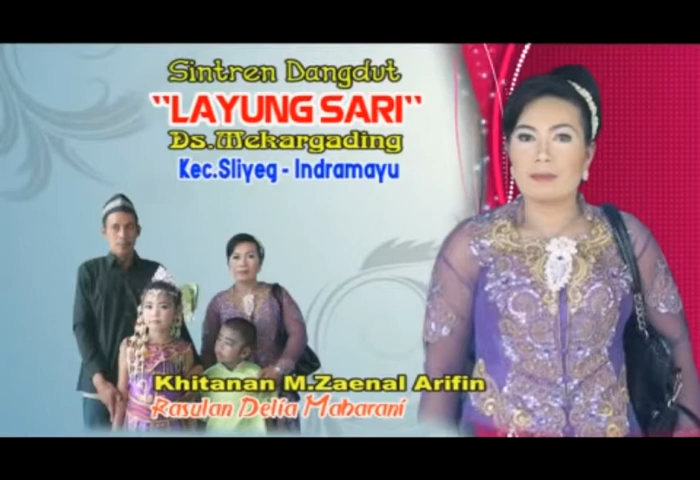 Sintren Dangdut
"LAYUNG SARI"
Ds.Mekargading
Kec.Sliyeg - Indramayu
Khitanan M.Zaenal Arifin
Rasulan Delia Maharani